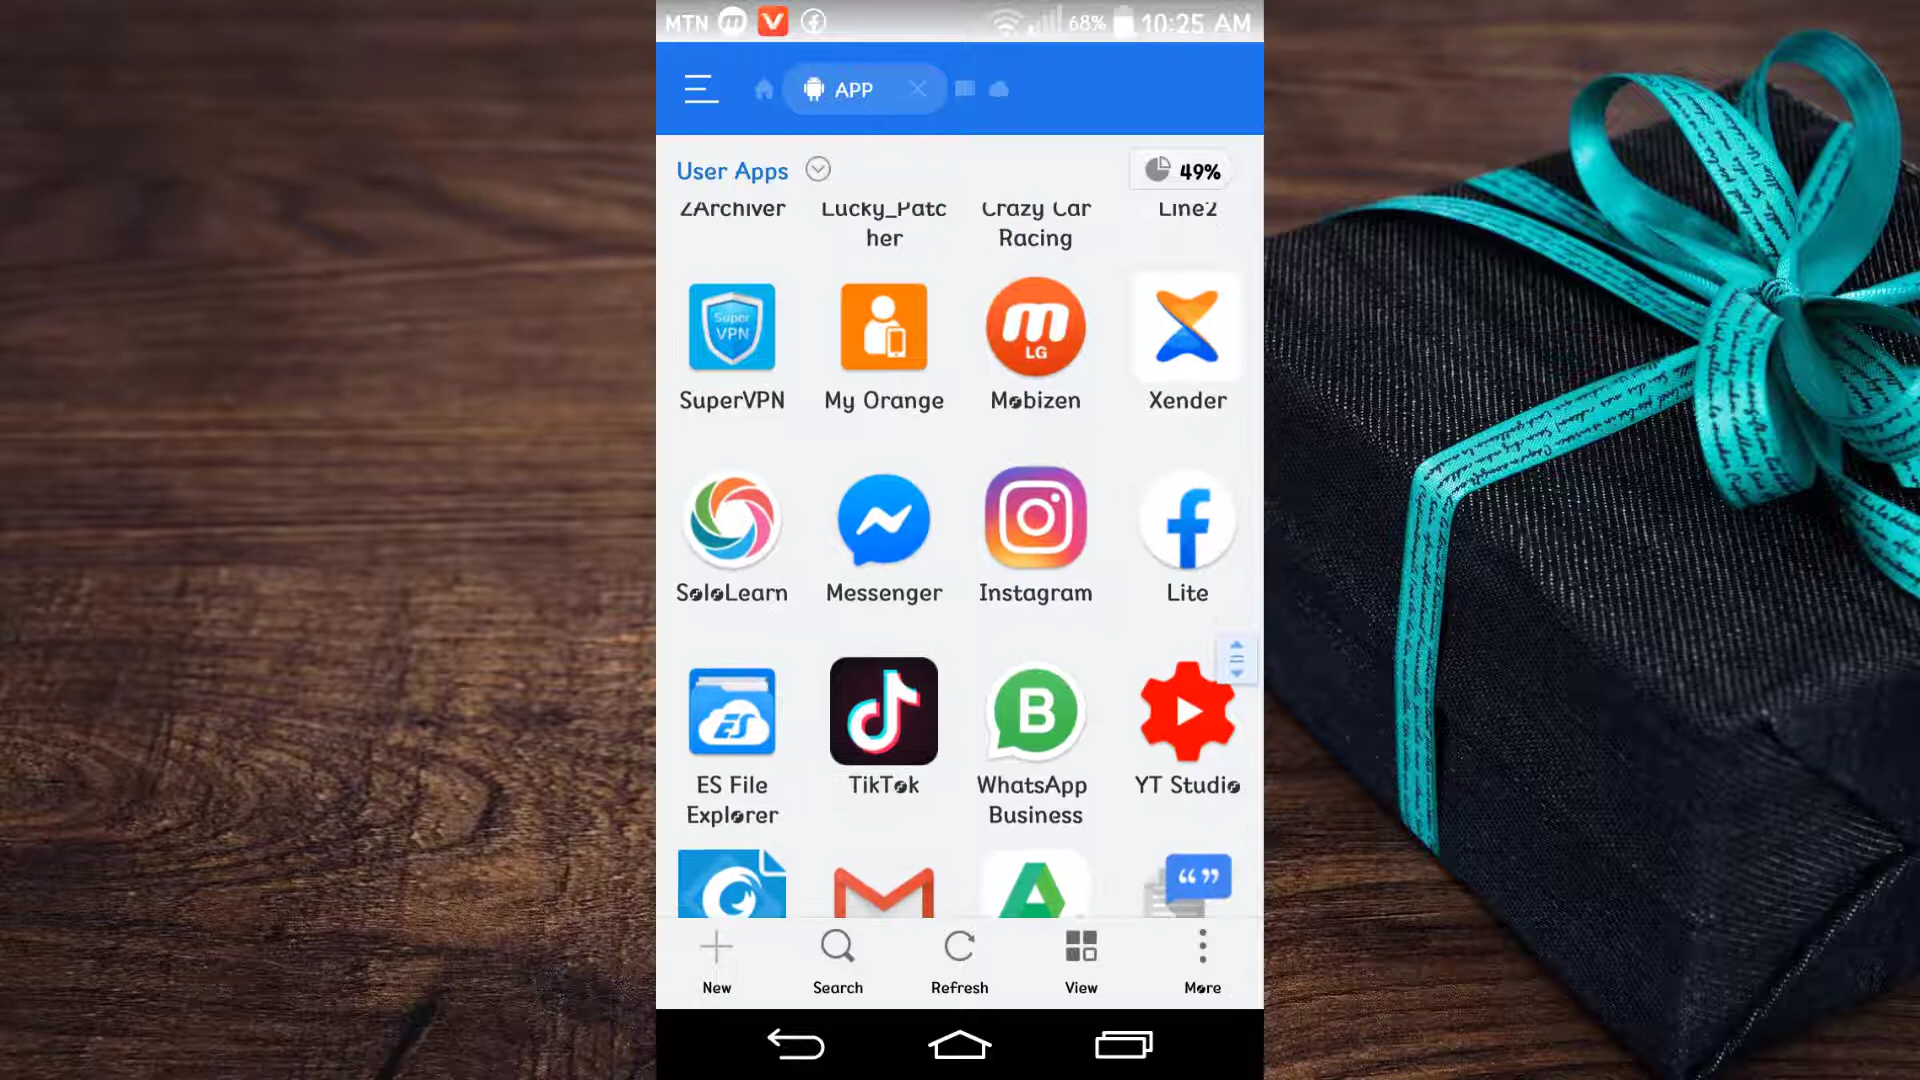 MTN 68% 10:25 AM
APP
User Apps 49%
ZArchiver Lucky_Patc Crazy Car Line2
her Racing
Super
VPN
LG
SuperVPN My Orange Mobizen Xender
SoloLearn Messenger Instagram Lite
ES
B
ES File TikTok WhatsApp YT Studio
Explorer Business
New Search Refresh View More